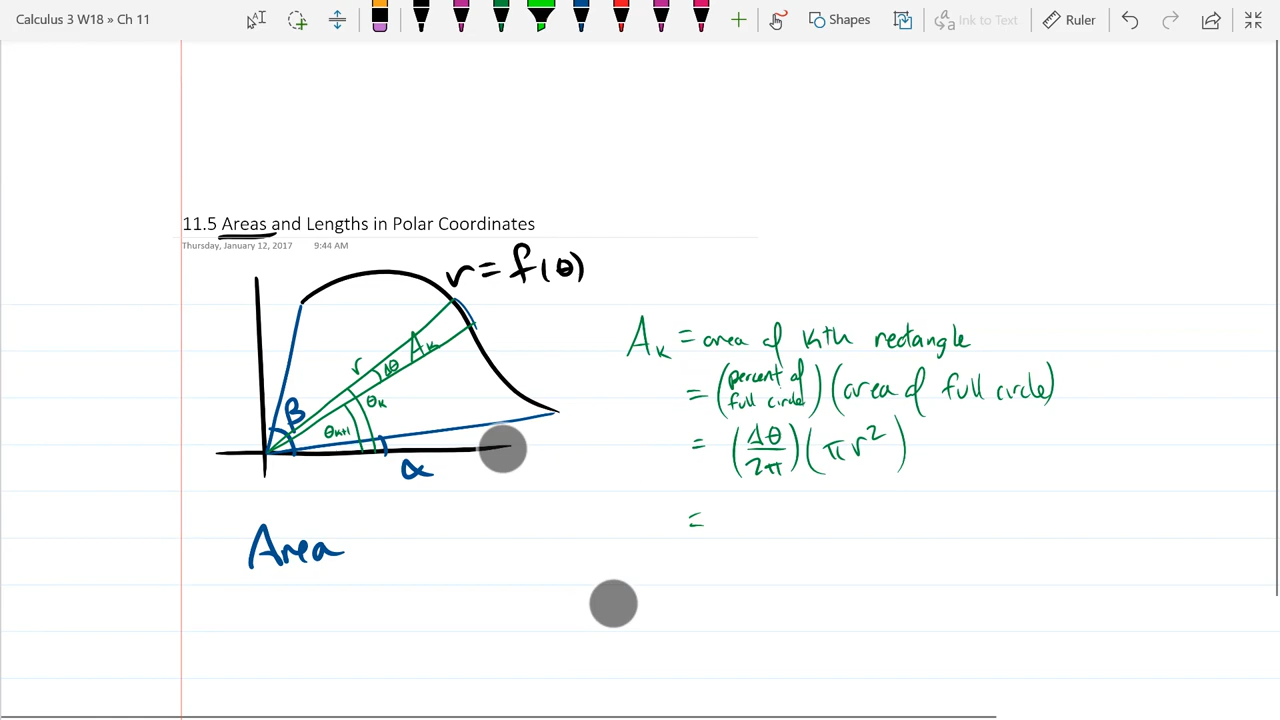 Calculus 3 W18 » Ch 11
Shapes
Ink to Text
Ruler
11.5 Areas and Lengths in Polar Coordinates
Thursday, January 12, 2017 9:44 AM
r = f(θ)
A_k
r
Δθ
θ_k
β
θ_{k+1}
α
Area
A_k = area of kth rectangle
= (percent of full circle) (area of full circle)
= (Δθ/2π) (πr²)
=